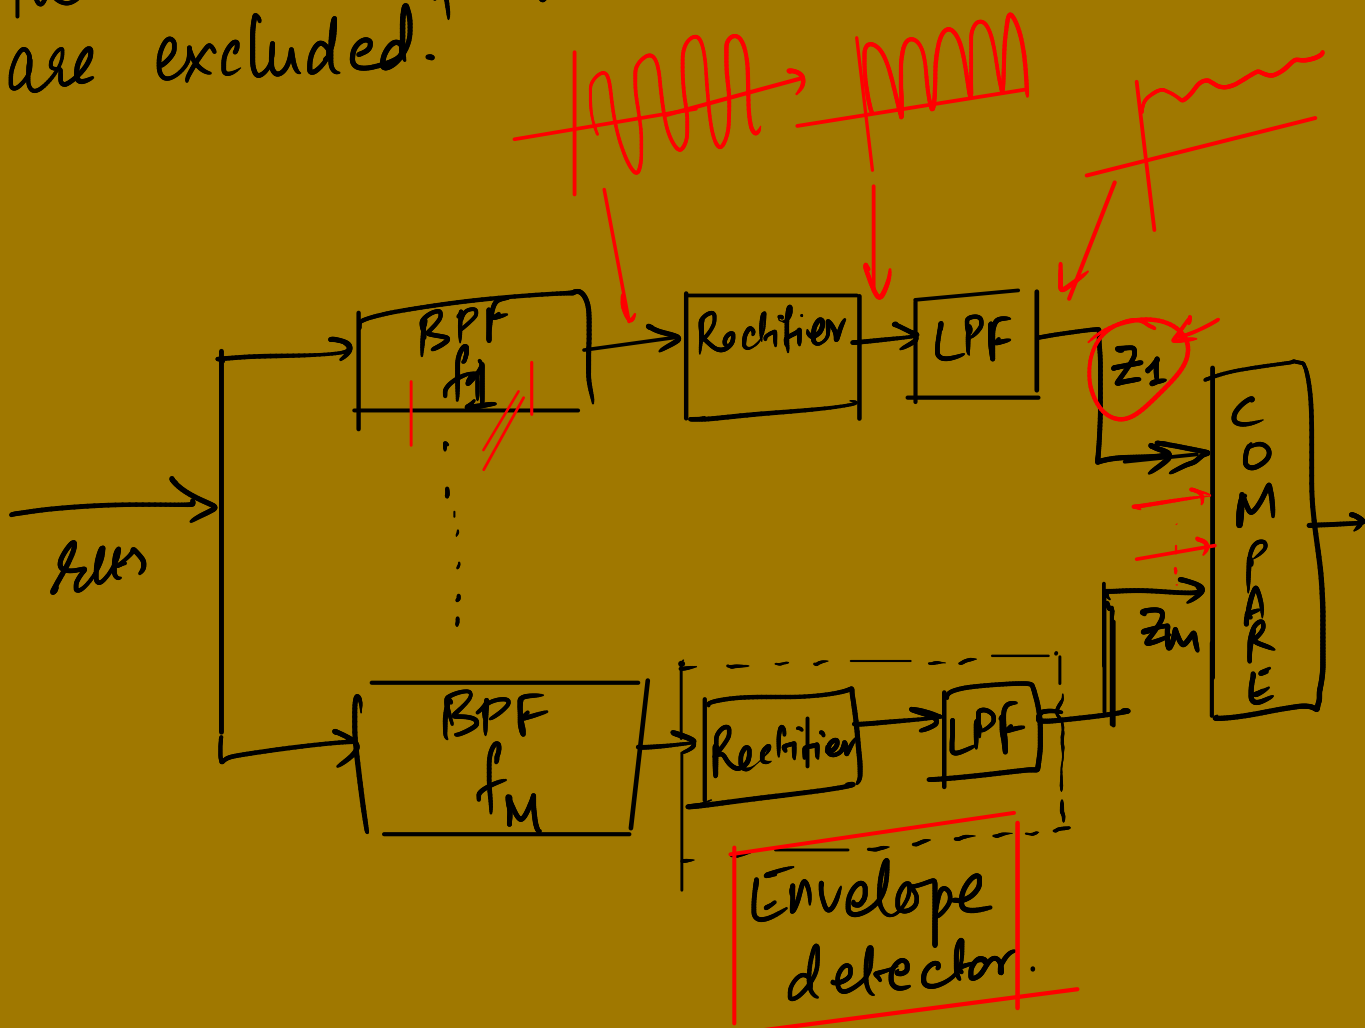 are excluded.
BPF
f1
Rectifier
LPF
Z1
C
O
M
P
A
R
E
BPF
fM
Rectifier
LPF
ZM
Envelope
detector.